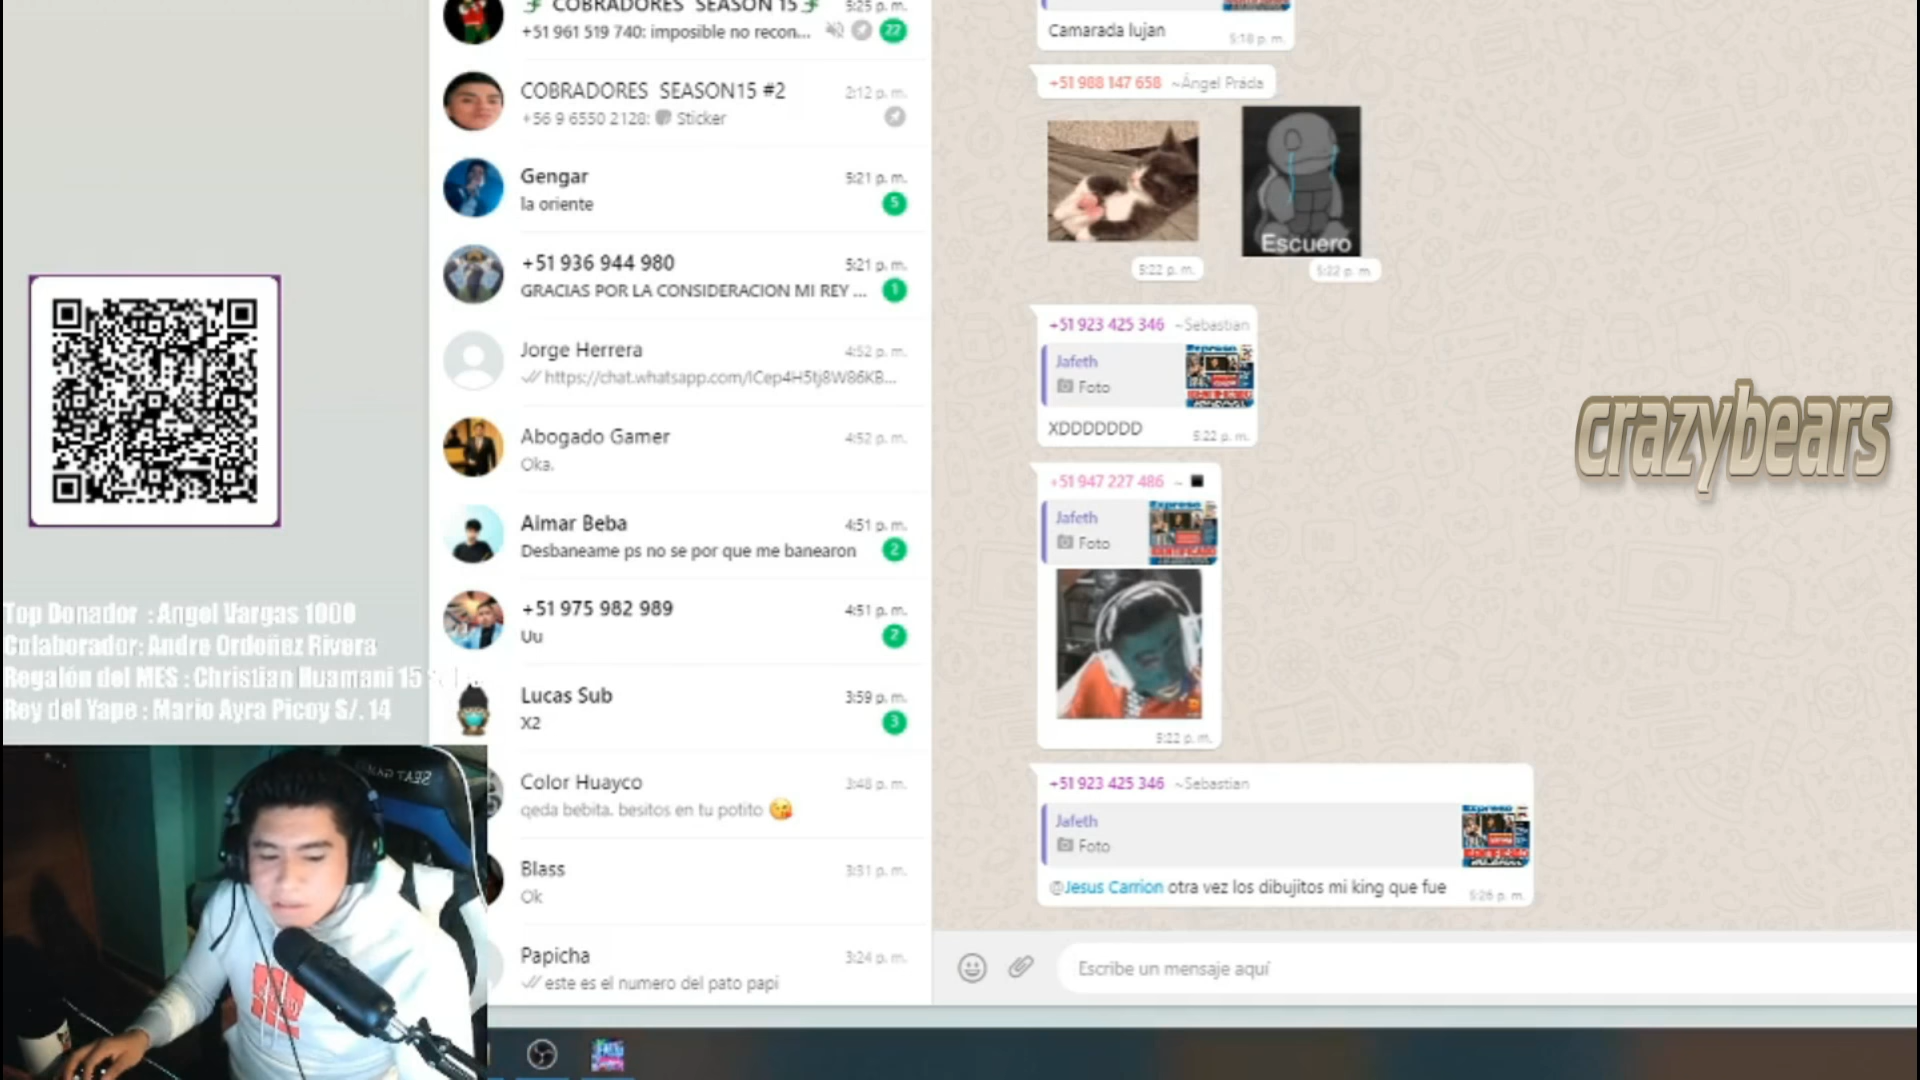 COBRADORES SEASON 15
5:25 p. m.
+51 961 519 740: imposible no recon...
22
COBRADORES SEASON15 #2
2:12 p. m.
+56 9 6550 2128: Sticker
Gengar
5:21 p. m.
la oriente
5
+51 936 944 980
5:21 p. m.
GRACIAS POR LA CONSIDERACION MI REY ...
1
Jorge Herrera
4:52 p. m.
https://chat.whatsapp.com/ICep4H5tj8W86KB...
Abogado Gamer
4:52 p. m.
Oka.
Aimar Beba
4:51 p. m.
Desbaneame ps no se por que me banearon
2
+51 975 982 989
4:51 p. m.
Uu
2
Lucas Sub
3:59 p. m.
X2
3
Color Huayco
3:48 p. m.
qeda bebita. besitos en tu potito 😘
Blass
3:31 p. m.
Ok
Papicha
3:24 p. m.
este es el numero del pato papi
Camarada lujan
5:18 p. m.
+51 988 147 658 ~Ángel Práda
Escuero
5:22 p. m.
5:22 p. m.
+51 923 425 346 ~Sebastian
Jafeth
Foto
Expreso
XDDDDDDD
5:22 p. m.
+51 947 227 486 ~
Jafeth
Foto
Expreso
IDENTIFICADO
5:22 p. m.
+51 923 425 346 ~Sebastian
Jafeth
Foto
Expreso
@Jesus Carrion otra vez los dibujitos mi king que fue
5:26 p. m.
Escribe un mensaje aquí
crazybears
Top Donador : Angel Vargas 1000
Colaborador: Andre Ordoñez Rivera
Regalón del MES : Christian Huamani 15
Rey del Yape : Mario Ayra Picoy S/. 14